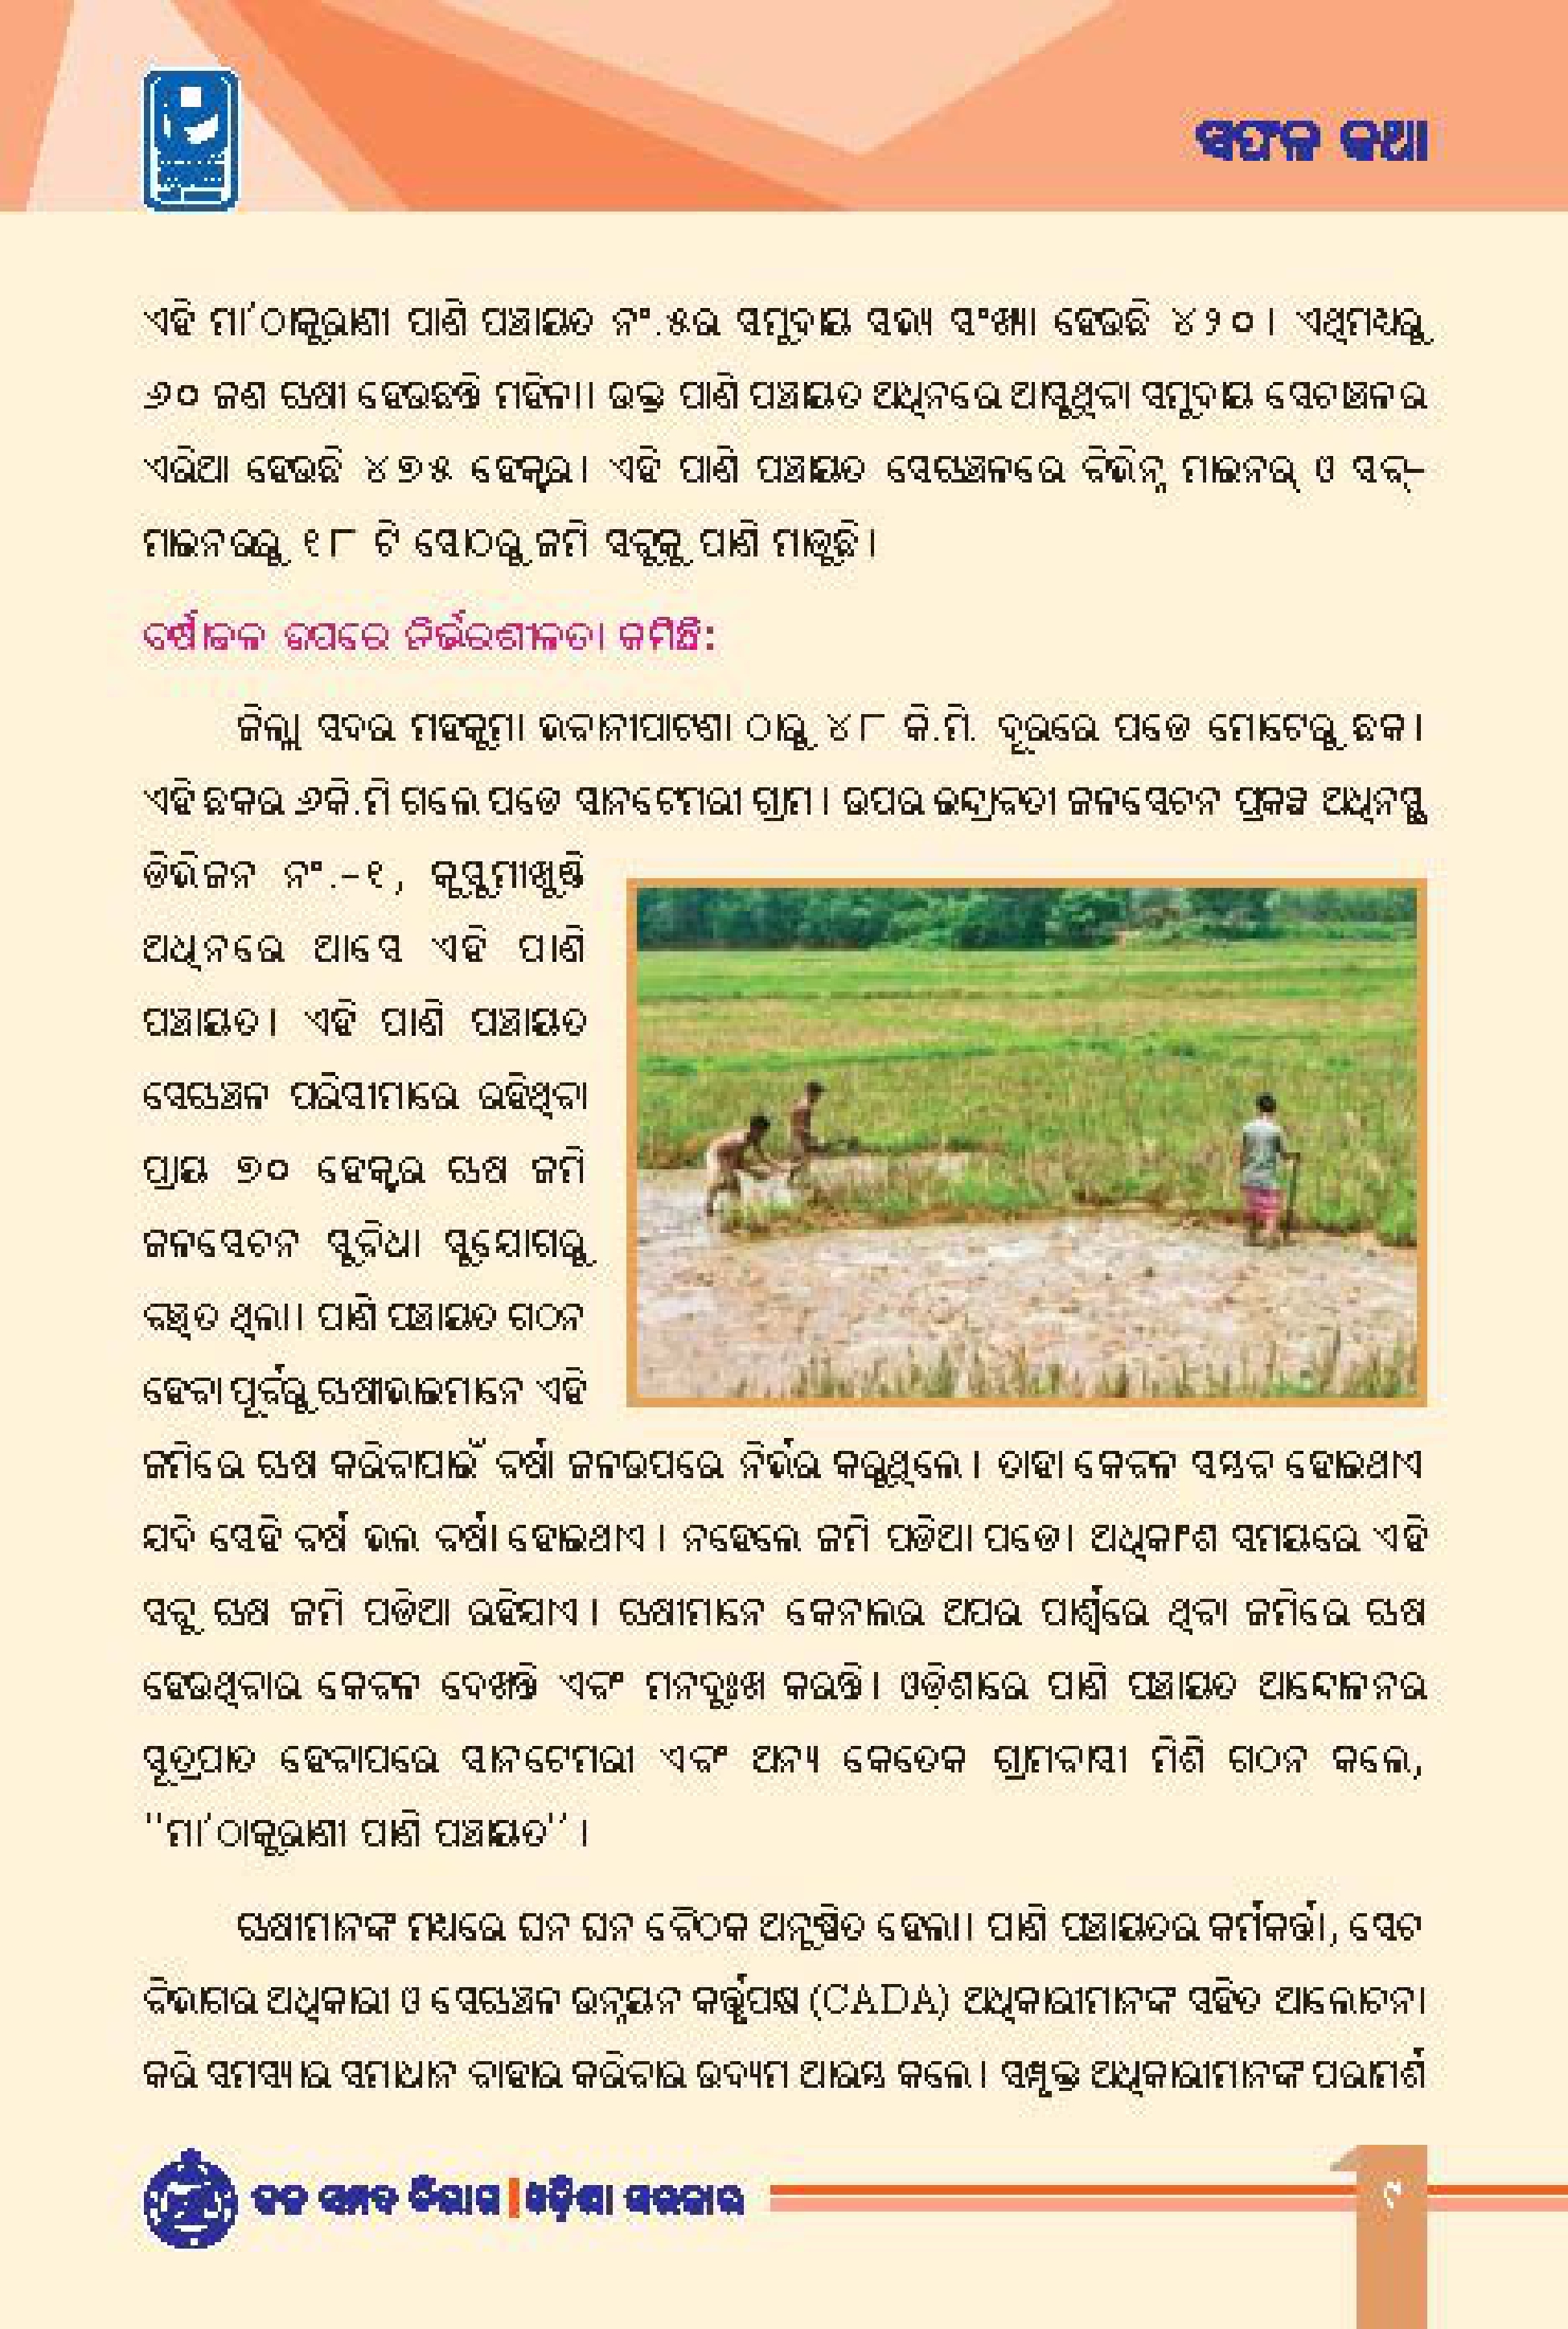 ସଫଳ କଥା
ଏହି ମା'ଠାକୁରାଣୀ ପାଣି ପଞ୍ଚାୟତ ନଂ.୫ର ସମୁଦାୟ ସଭ୍ୟ ସଂଖ୍ୟା ହେଉଛି ୪୨୦। ଏଥିମଧ୍ୟରୁ
୬୦ ଜଣ ଚାଷୀ ହେଉଛନ୍ତି ମହିଳା। ଉକ୍ତ ପାଣି ପଞ୍ଚାୟତ ଅଧିନରେ ଆସୁଥିବା ସମୁଦାୟ ସେଚାଞ୍ଚଳର
ଏରିଆ ହେଉଛି ୪୭୫ ହେକ୍ଟର। ଏହି ପାଣି ପଞ୍ଚାୟତ ସେଚାଞ୍ଚଳରେ ବିଭିନ୍ନ ମାଇନର୍ ଓ ସବ୍-
ମାଇନରରୁ ୧୮ ଟି ସୋଠରୁ ଜମି ସବୁକୁ ପାଣି ମାଡୁଛି।
ବର୍ଷାଜଳ ଉପରେ ନିର୍ଭରଶୀଳତା କମିଛି:
ଜିଲ୍ଲା ସଦର ମହକୁମା ଭବାନୀପାଟଣା ଠାରୁ ୪୮ କି.ମି. ଦୂରରେ ପଡେ ମୋଟେରୁ ଛକ।
ଏହି ଛକର ୬କି.ମି ଗଲେ ପଡେ ସାନଟେମରୀ ଗ୍ରାମ। ଉପର ଇନ୍ଦ୍ରାବତୀ ଜଳସେଚନ ପ୍ରକଳ୍ପ ଅଧିନସ୍ଥ
ଡିଭିଜନ ନଂ.-୧, କୁସୁମୀଖୁଣ୍ଟି
ଅଧିନରେ ଆସେ ଏହି ପାଣି
ପଞ୍ଚାୟତ। ଏହି ପାଣି ପଞ୍ଚାୟତ
ସେଚାଞ୍ଚଳ ପରିସୀମାରେ ରହିଥିବା
ପ୍ରାୟ ୭୦ ହେକ୍ଟର ଚାଷ ଜମି
ଜଳସେଚନ ସୁବିଧା ସୁଯୋଗରୁ
ବଞ୍ଚିତ ଥିଲା। ପାଣି ପଞ୍ଚାୟତ ଗଠନ
ହେବା ପୂର୍ବରୁ ଚାଷୀଭାଇମାନେ ଏହି
ଜମିରେ ଚାଷ କରିବାପାଇଁ ବର୍ଷା ଜଳଉପରେ ନିର୍ଭର କରୁଥିଲେ। ତାହା କେବଳ ସମ୍ଭବ ହୋଇଥାଏ
ଯଦି ସେହି ବର୍ଷ ଭଲ ବର୍ଷା ହୋଇଥାଏ। ନହେଲେ ଜମି ପଡିଆ ପଡେ। ଅଧିକାଂଶ ସମୟରେ ଏହି
ସବୁ ଚାଷ ଜମି ପଡିଆ ରହିଯାଏ। ଚାଷୀମାନେ କେନାଲର ଅପର ପାର୍ଶ୍ୱରେ ଥିବା ଜମିରେ ଚାଷ
ହେଉଥିବାର କେବଳ ଦେଖନ୍ତି ଏବଂ ମନଦୁଃଖ କରନ୍ତି। ଓଡ଼ିଶାରେ ପାଣି ପଞ୍ଚାୟତ ଆନ୍ଦୋଳନର
ସୂତ୍ରପାତ ହେବାପରେ ସାନଟେମରୀ ଏବଂ ଅନ୍ୟ କେତେକ ଗ୍ରାମବାସୀ ମିଶି ଗଠନ କଲେ,
"ମା'ଠାକୁରାଣୀ ପାଣି ପଞ୍ଚାୟତ"।
ଚାଷୀମାନଙ୍କ ମଧ୍ୟରେ ଘନ ଘନ ବୈଠକ ଅନୁଷ୍ଠିତ ହେଲା। ପାଣି ପଞ୍ଚାୟତର କର୍ମକର୍ତ୍ତା, ସେଚ
ବିଭାଗର ଅଧିକାରୀ ଓ ସେଚାଞ୍ଚଳ ଉନ୍ନୟନ କର୍ତ୍ତୃପକ୍ଷ (CADA) ଅଧିକାରୀମାନଙ୍କ ସହିତ ଆଲୋଚନା
କରି ସମସ୍ୟାର ସମାଧାନ ବାହାର କରିବାର ଉଦ୍ୟମ ଆରମ୍ଭ କଲେ। ସମ୍ପୃକ୍ତ ଅଧିକାରୀମାନଙ୍କ ପରାମର୍ଶ
ଜଳ ସମ୍ପଦ ବିଭାଗ | ଓଡ଼ିଶା ସରକାର
୯